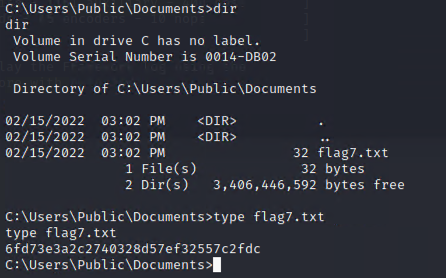 C:\Users\Public\Documents>dir
dir
 Volume in drive C has no label.
 Volume Serial Number is 0014-DB02

 Directory of C:\Users\Public\Documents

02/15/2022  03:02 PM    <DIR>          .
02/15/2022  03:02 PM    <DIR>          ..
02/15/2022  03:02 PM                32 flag7.txt
               1 File(s)             32 bytes
               2 Dir(s)   3,406,446,592 bytes free

C:\Users\Public\Documents>type flag7.txt
type flag7.txt
6fd73e3a2c2740328d57ef32557c2fdc
C:\Users\Public\Documents>